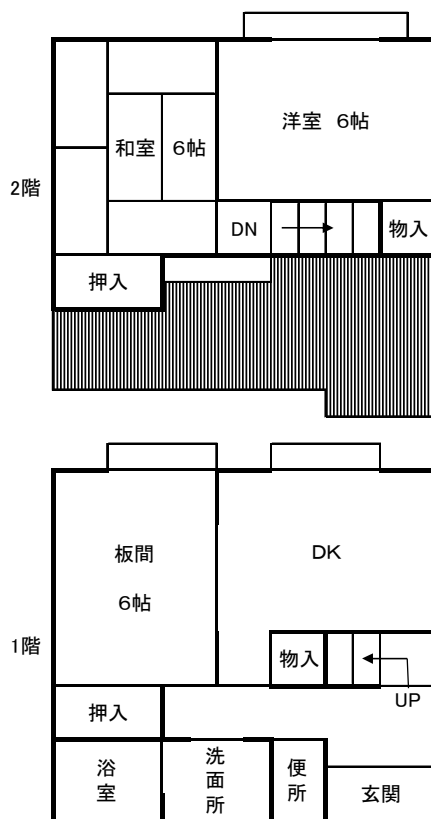 洋室 6帖
和室 6帖
2階
DN
物入
押入
板間
6帖
DK
1階
物入
UP
押入
浴室
洗面所
便所
玄関